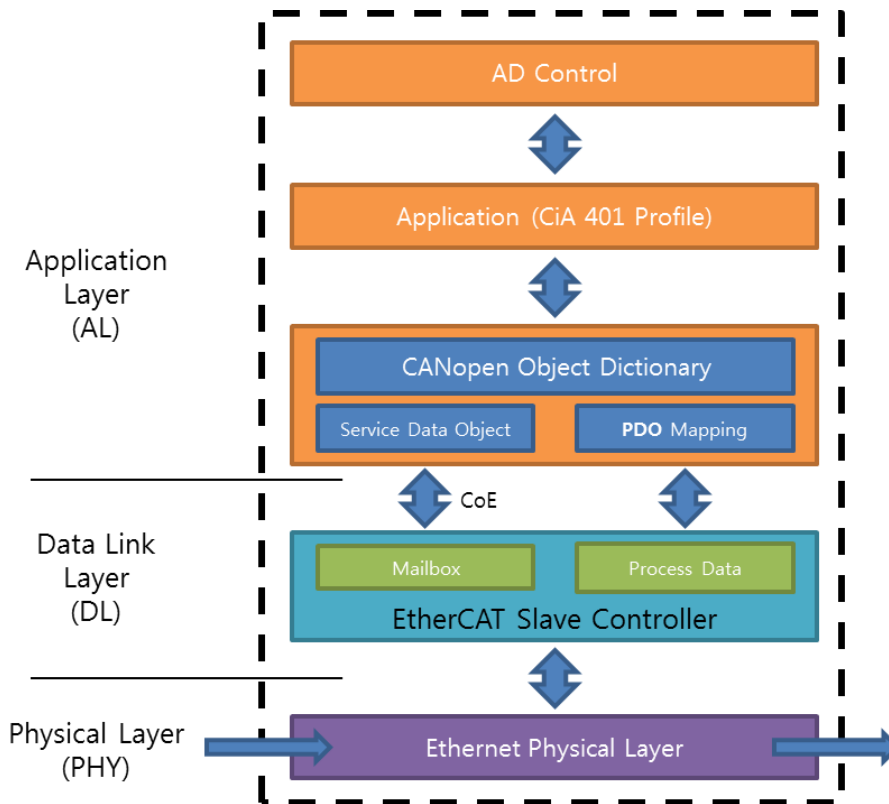 AD Control
Application (CiA 401 Profile)
Application
Layer
(AL)
CANopen Object Dictionary
Service Data Object
PDO Mapping
CoE
Data Link
Layer
(DL)
Mailbox
Process Data
EtherCAT Slave Controller
Physical Layer
(PHY)
Ethernet Physical Layer